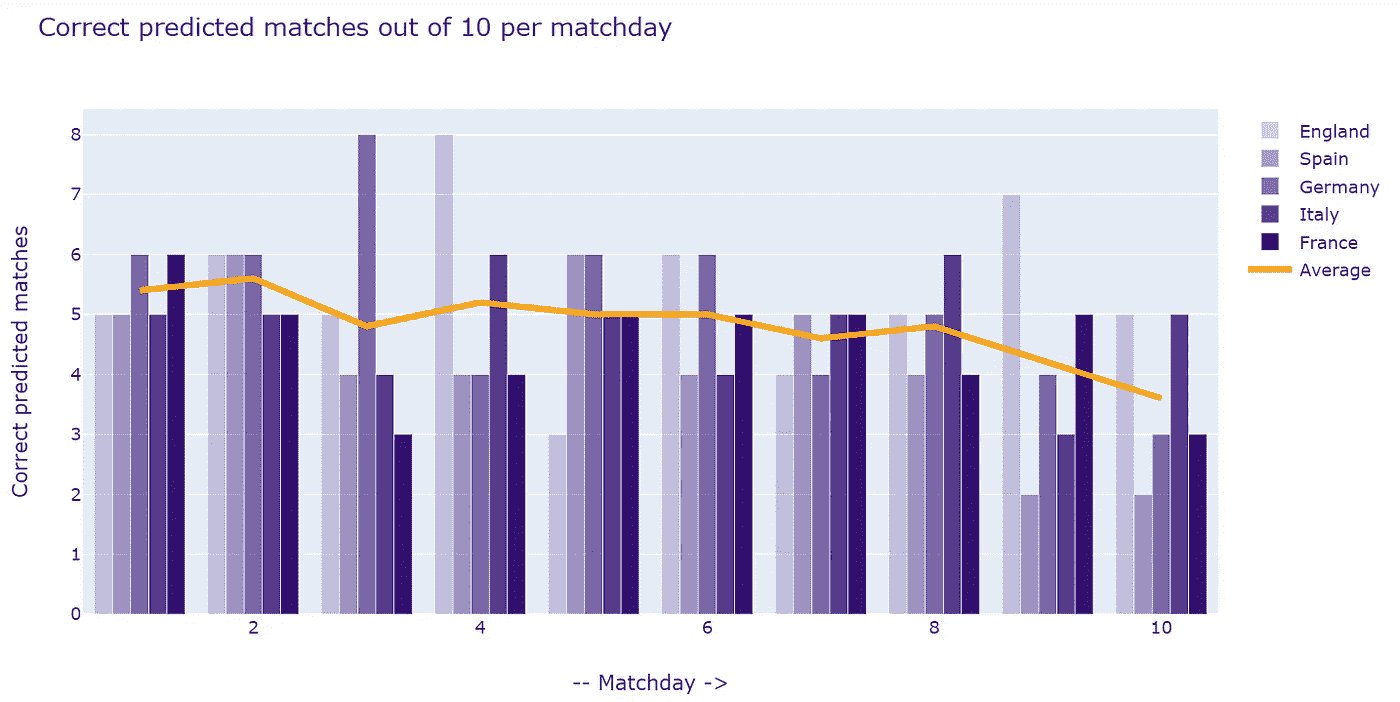 Correct predicted matches out of 10 per matchday
Correct predicted matches
8
7
6
5
4
3
2
1
0
2
4
6
8
10
-- Matchday ->
England
Spain
Germany
Italy
France
Average